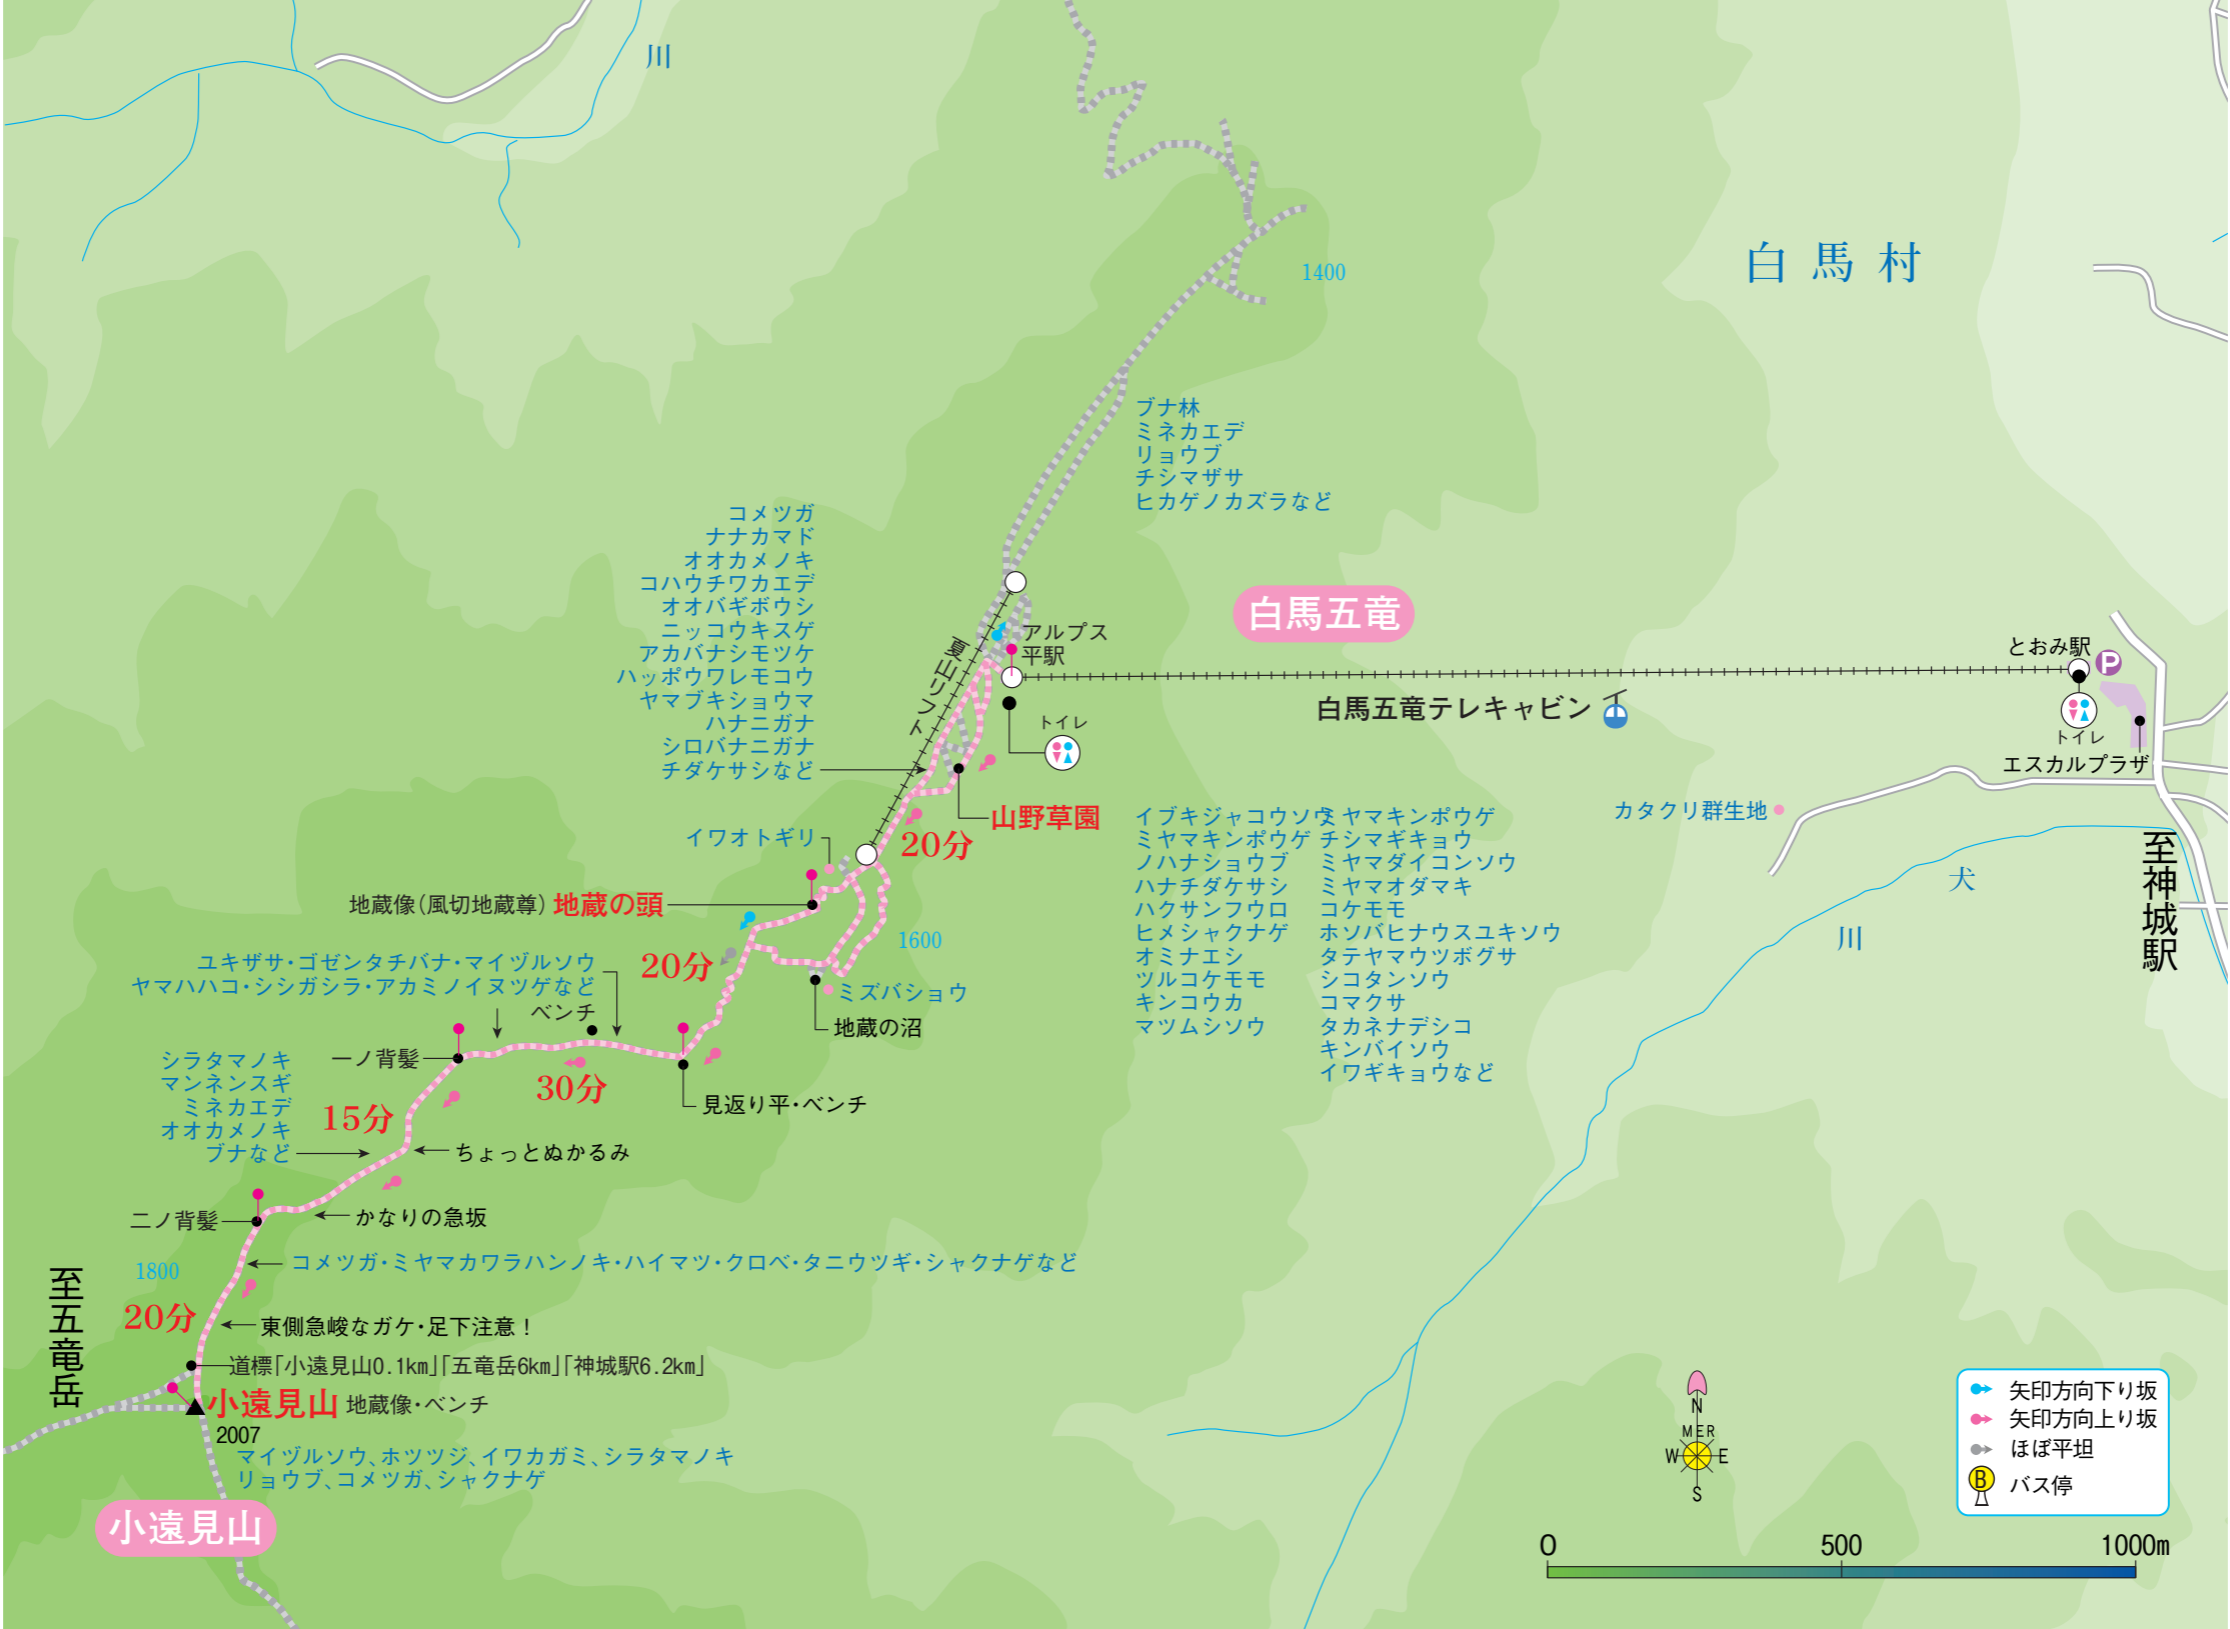 川
1400
白馬村
ブナ林
ミネカエデ
リョウブ
チシマザサ
ヒカゲノカズラなど
コメツガ
ナナカマド
オオカメノキ
コハウチワカエデ
オオバギボウシ
ニッコウキスゲ
アカバナシモツケ
ハッポウワレモコウ
ヤマブキショウマ
ハナニガナ
シロバナニガナ
チダケサシなど
夏山リフト
アルプス
平駅
白馬五竜
とおみ駅
P
白馬五竜テレキャビン
トイレ
トイレ
エスカルプラザ
山野草園
20分
カタクリ群生地
イワオトギリ
地蔵像(風切地蔵尊)
地蔵の頭
1600
犬
川
至神城駅
イブキジャコウソウ
ミヤマキンポウゲ
ノハナショウブ
ハナチダケサシ
ハクサンフウロ
ヒメシャクナゲ
オミナエシ
ツルコケモモ
キンコウカ
マツムシソウ
ミヤマキンポウゲ
チシマギキョウ
ミヤマダイコンソウ
ミヤマオダマキ
コケモモ
ホソバヒナウスユキソウ
タテヤマウツボグサ
シコタンソウ
コマクサ
タカネナデシコ
キンバイソウ
イワギキョウなど
ユキザサ・ゴゼンタチバナ・マイヅルソウ
ヤマハハコ・シシガシラ・アカミノイヌツゲなど
20分
ベンチ
ミズバショウ
地蔵の沼
一ノ背髪
30分
見返り平・ベンチ
シラタマノキ
マンネンスギ
ミネカエデ
オオカメノキ
ブナなど
15分
ちょっとぬかるみ
かなりの急坂
二ノ背髪
コメツガ・ミヤマカワラハンノキ・ハイマツ・クロベ・タニウツギ・シャクナゲなど
1800
至五竜岳
20分
東側急峻なガケ・足下注意！
道標「小遠見山0.1km」「五竜岳6km」「神城駅6.2km」
小遠見山 地蔵像・ベンチ
2007
マイヅルソウ、ホツツジ、イワカガミ、シラタマノキ
リョウブ、コメツガ、シャクナゲ
小遠見山
N
MER
W E
S
矢印方向下り坂
矢印方向上り坂
ほぼ平坦
B バス停
0 500 1000m